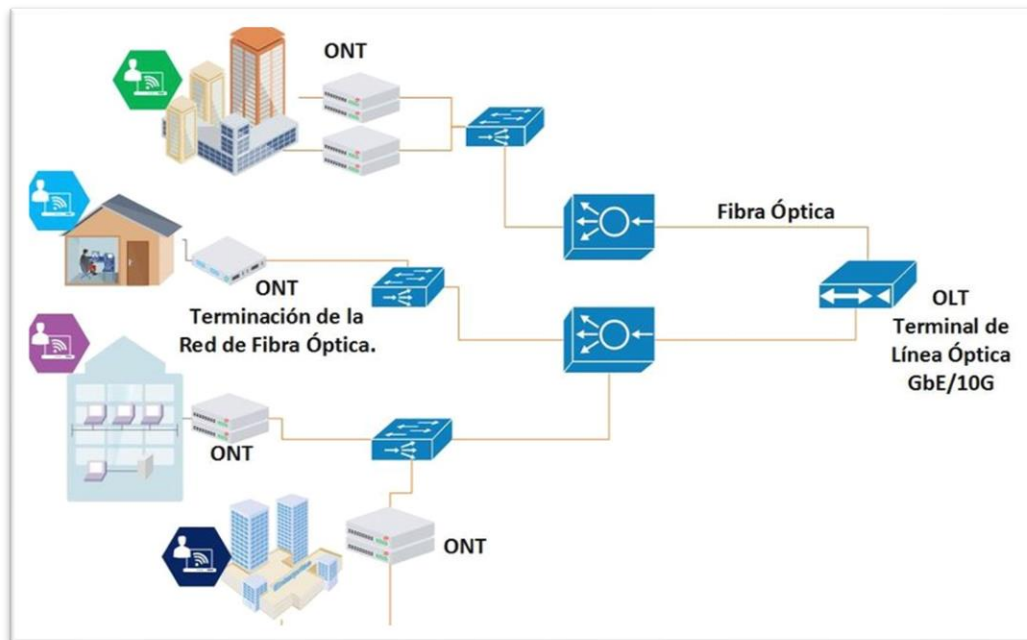 ONT
Fibra Óptica
ONT
Terminación de la
Red de Fibra Óptica.
OLT
Terminal de
Línea Óptica
GbE/10G
ONT
ONT